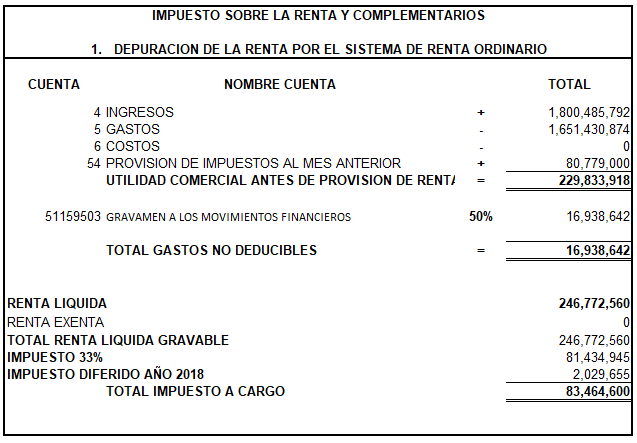 IMPUESTO SOBRE LA RENTA Y COMPLEMENTARIOS
1. DEPURACION DE LA RENTA POR EL SISTEMA DE RENTA ORDINARIO
CUENTA NOMBRE CUENTA TOTAL
4 INGRESOS + 1,800,485,792
5 GASTOS - 1,651,430,874
6 COSTOS - 0
54 PROVISION DE IMPUESTOS AL MES ANTERIOR + 80,779,000
UTILIDAD COMERCIAL ANTES DE PROVISION DE RENTA = 229,833,918
51159503 GRAVAMEN A LOS MOVIMIENTOS FINANCIEROS 50% 16,938,642
TOTAL GASTOS NO DEDUCIBLES = 16,938,642
RENTA LIQUIDA 246,772,560
RENTA EXENTA 0
TOTAL RENTA LIQUIDA GRAVABLE 246,772,560
IMPUESTO 33% 81,434,945
IMPUESTO DIFERIDO AÑO 2018 2,029,655
TOTAL IMPUESTO A CARGO 83,464,600